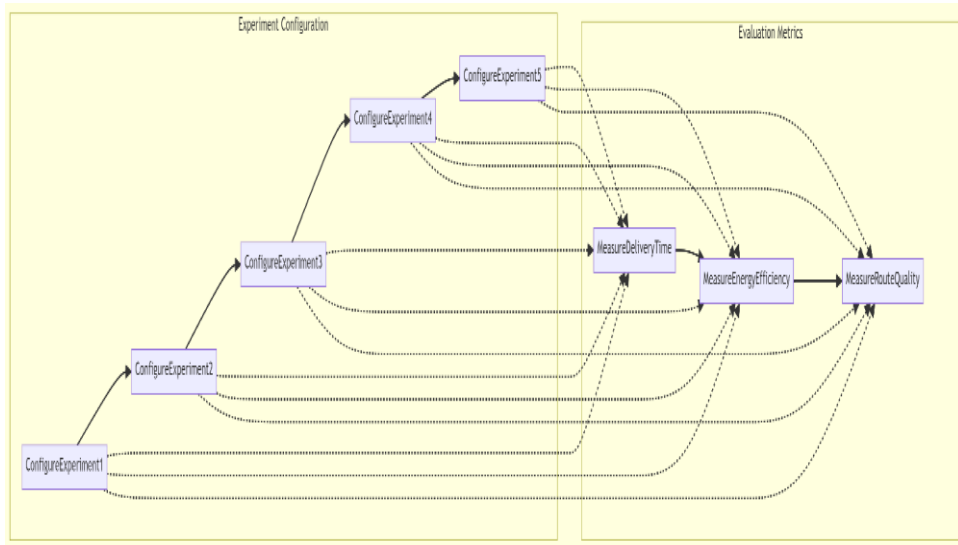 Experiment Configuration
Evaluation Metrics
ConfigureExperiment5
ConfigureExperiment4
MeasureDeliveryTime
ConfigureExperiment3
MeasureEnergyEfficiency
MeasureRouteQuality
ConfigureExperiment2
ConfigureExperiment1